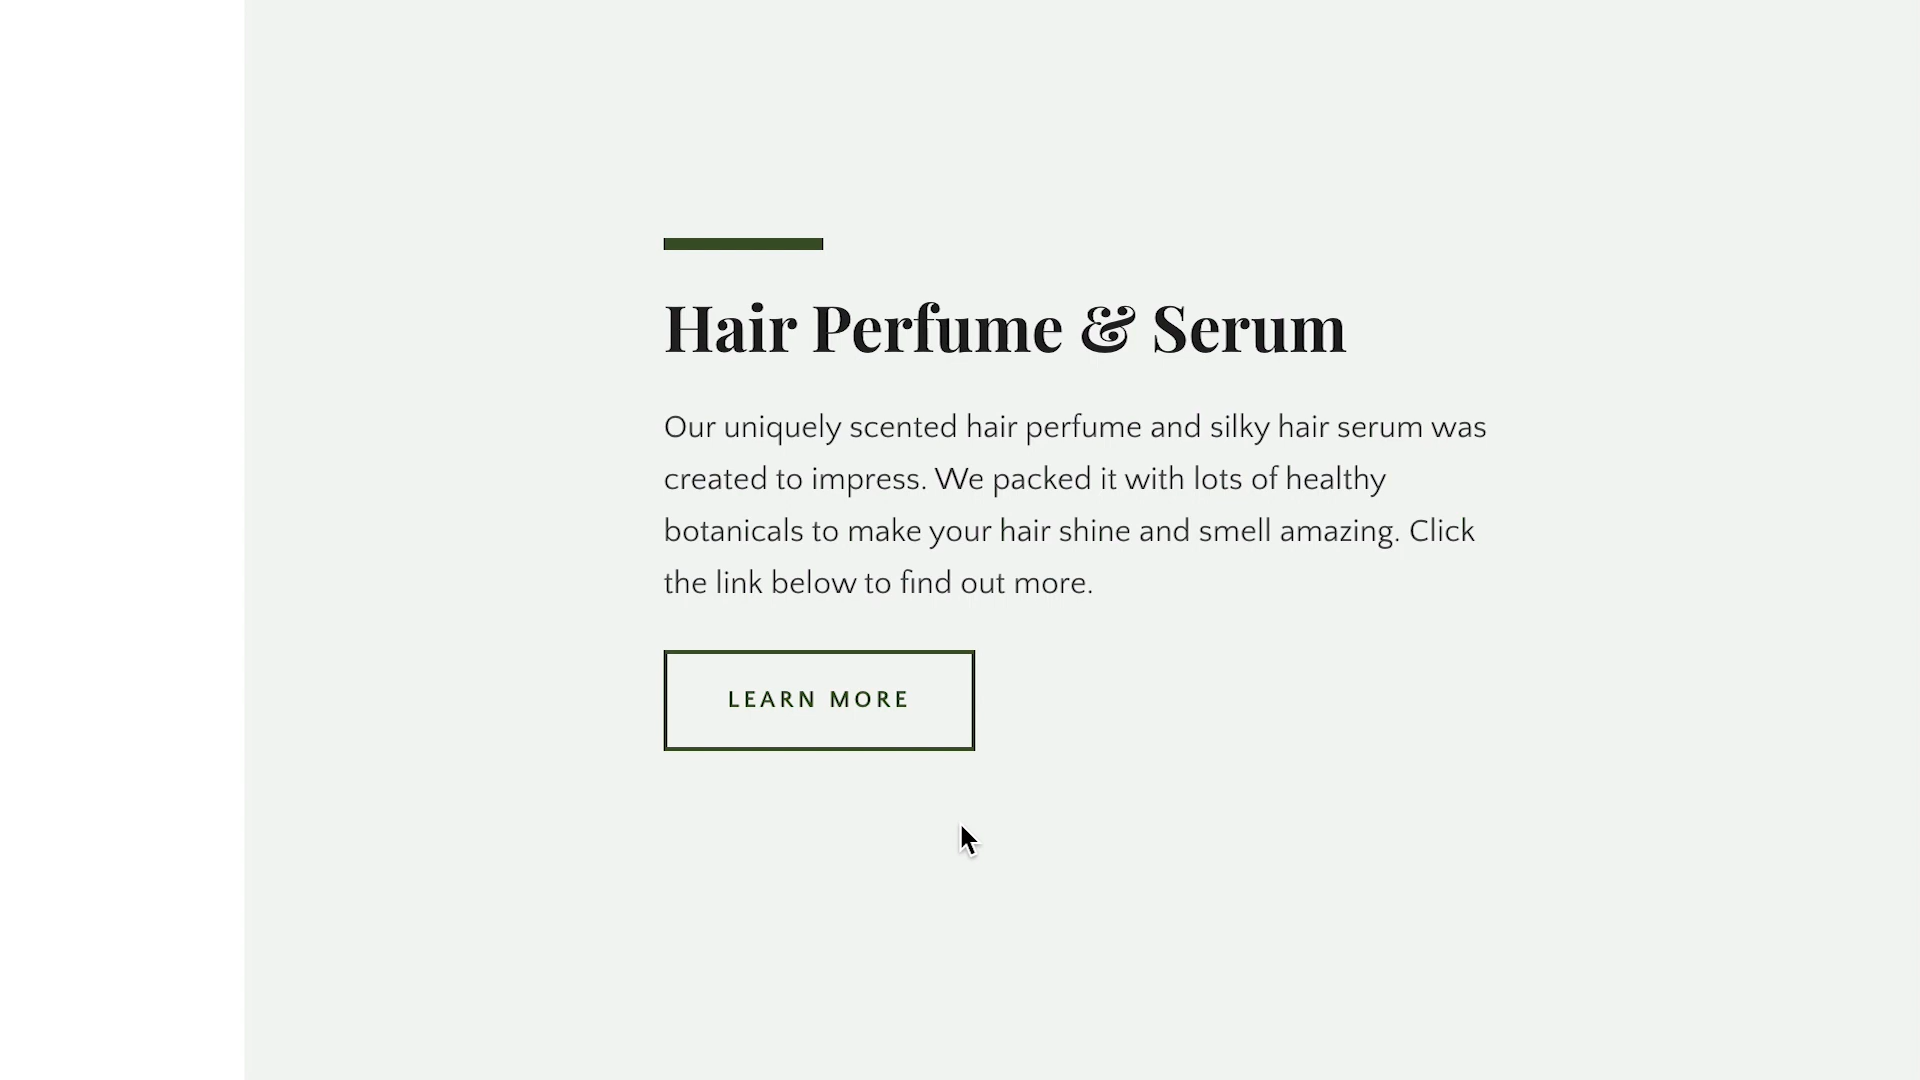 Hair Perfume & Serum
Our uniquely scented hair perfume and silky hair serum was
created to impress. We packed it with lots of healthy
botanicals to make your hair shine and smell amazing. Click
the link below to find out more.
LEARN MORE